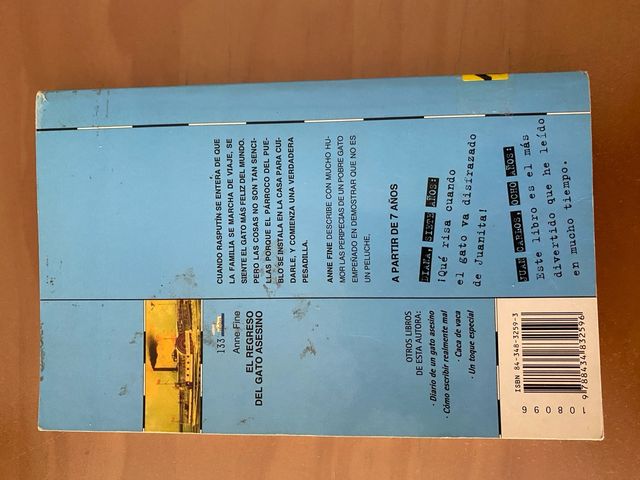 CUANDO RASPUTÍN SE ENTERA DE QUE
LA FAMILIA SE MARCHA DE VIAJE, SE
SIENTE EL GATO MÁS FELIZ DEL MUNDO.
PERO LAS COSAS NO SON TAN SENCI-
LLAS PORQUE EL PÁRROCO DEL PUE-
BLO SE INSTALA EN LA CASA PARA CUI-
DARLE, Y COMIENZA UNA VERDADERA
PESADILLA.
ANNE FINE DESCRIBE CON MUCHO HU-
MOR LAS PERIPECIAS DE UN POBRE GATO
EMPEÑADO EN DEMOSTRAR QUE NO ES
UN PELUCHE.
A PARTIR DE 7 AÑOS
DIANA, SIETE AÑOS:
¡Qué risa cuando
el gato va disfrazado
de Juanita!
JUAN CARLOS, OCHO AÑOS:
Este libro es el más
divertido que he leído
en mucho tiempo.
133
Anne Fine
EL REGRESO
DEL GATO ASESINO
OTROS LIBROS
DE ESTA AUTORA:
· Diario de un gato asesino
· Cómo escribir realmente mal
· Caca de vaca
· Un toque especial
ISBN 84-348-3259-3
9 788434 832596
108096